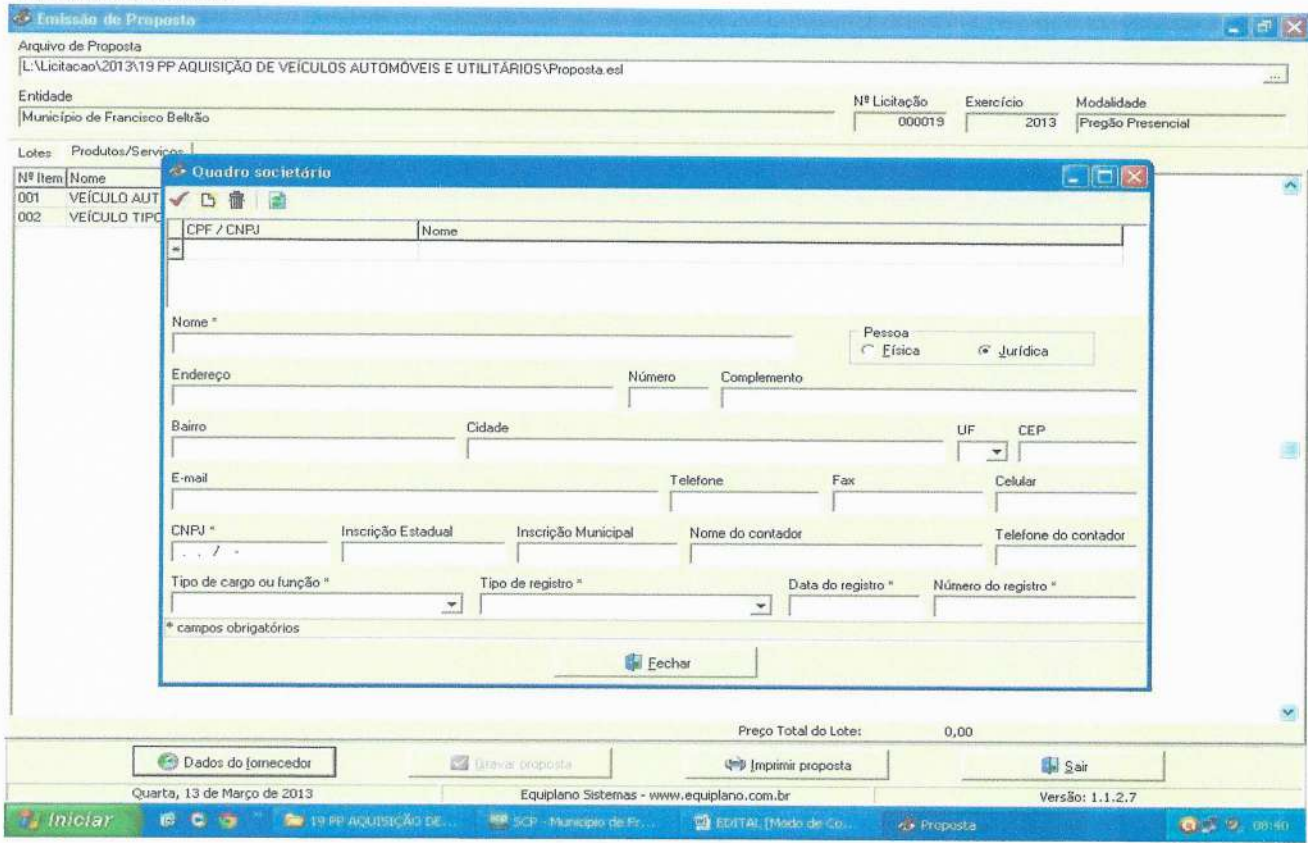 Emissão de Proposta
Arquivo de Proposta
L:\Licitacao\2013\19 PP AQUISIÇÃO DE VEÍCULOS AUTOMÓVEIS E UTILITÁRIOS\Proposta.esl
...
Entidade Nº Licitação Exercício Modalidade
Município de Francisco Beltrão 000019 2013 Pregão Presencial
Lotes Produtos/Serviços
Nº Item Nome
001 VEÍCULO AUT
002 VEÍCULO TIPO
Quadro societário
CPF / CNPJ Nome
Nome *
Pessoa
Física Jurídica
Endereço Número Complemento
Bairro Cidade UF CEP
E-mail Telefone Fax Celular
CNPJ * Inscrição Estadual Inscrição Municipal Nome do contador Telefone do contador
. . / -
Tipo de cargo ou função * Tipo de registro * Data do registro * Número do registro *
* campos obrigatórios
Fechar
Preço Total do Lote: 0,00
Dados do fornecedor Gravar proposta Imprimir proposta Sair
Quarta, 13 de Março de 2013 Equiplano Sistemas - www.equiplano.com.br Versão: 1.1.2.7
Iniciar 19 PP AQUISIÇÃO DE... SCP - Município de Fr... EDITAL [Modo de Co... Proposta 08:40